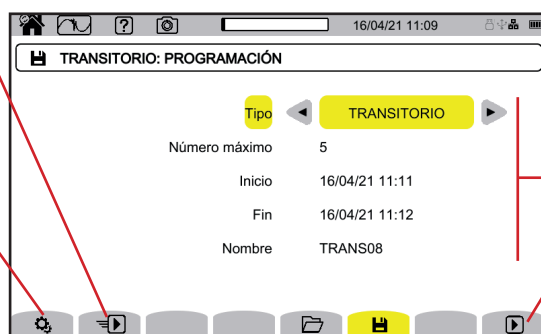 ? 16/04/21 11:09
TRANSITORIO: PROGRAMACIÓN
Tipo TRANSITORIO
Número máximo 5
Inicio 16/04/21 11:11
Fin 16/04/21 11:12
Nombre TRANS08